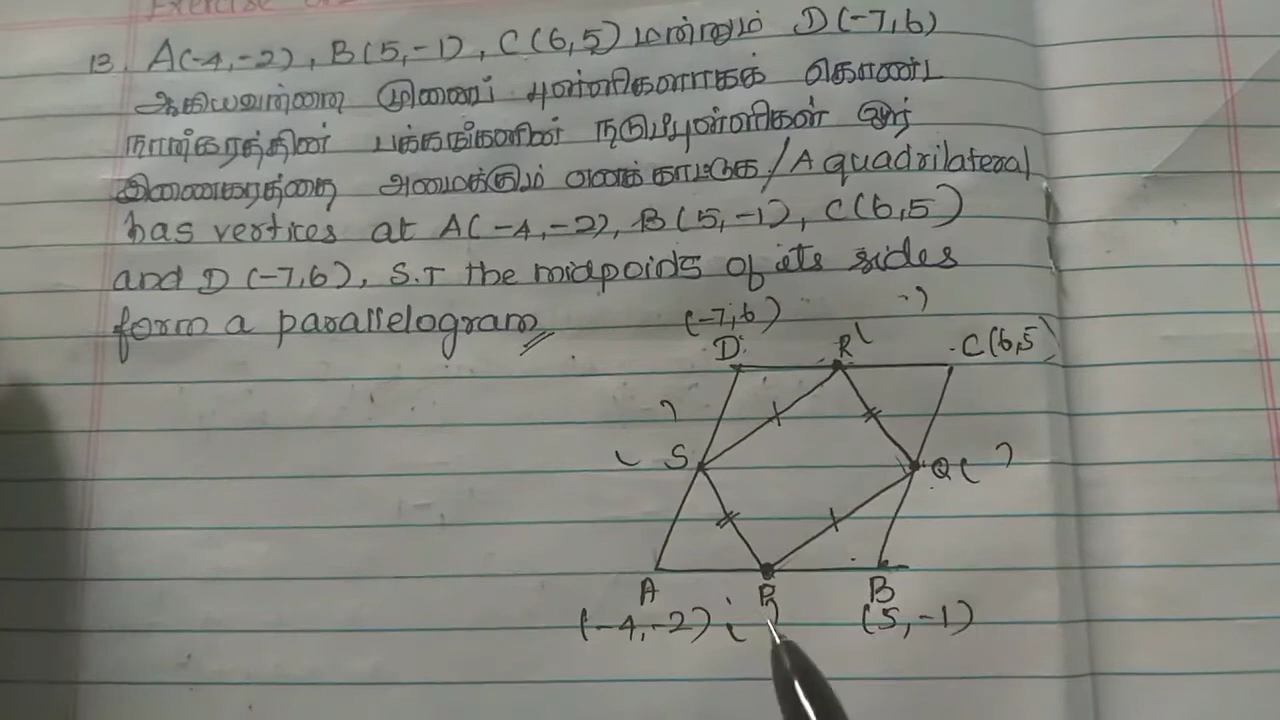 Exercise
13. A(-4,-2), B(5,-1), C(6,5) மற்றும் D(-7,6)
ஆகியவற்றை முனைப் புள்ளிகளாகக் கொண்ட
நாற்கரத்தின் பக்கங்களின் நடுப்புள்ளிகள் ஓர்
இணைகரத்தை அமைக்கும் எனக் காட்டுக / A quadrilateral
has vertices at A(-4,-2), B(5,-1), C(6,5)
and D(-7,6), S.T the midpoids of its sides
form a parallelogram
(-7,6) )
D R ( C(6,5)
)
( S Q( )
A P B
(-4,-2) ( ) (5,-1)